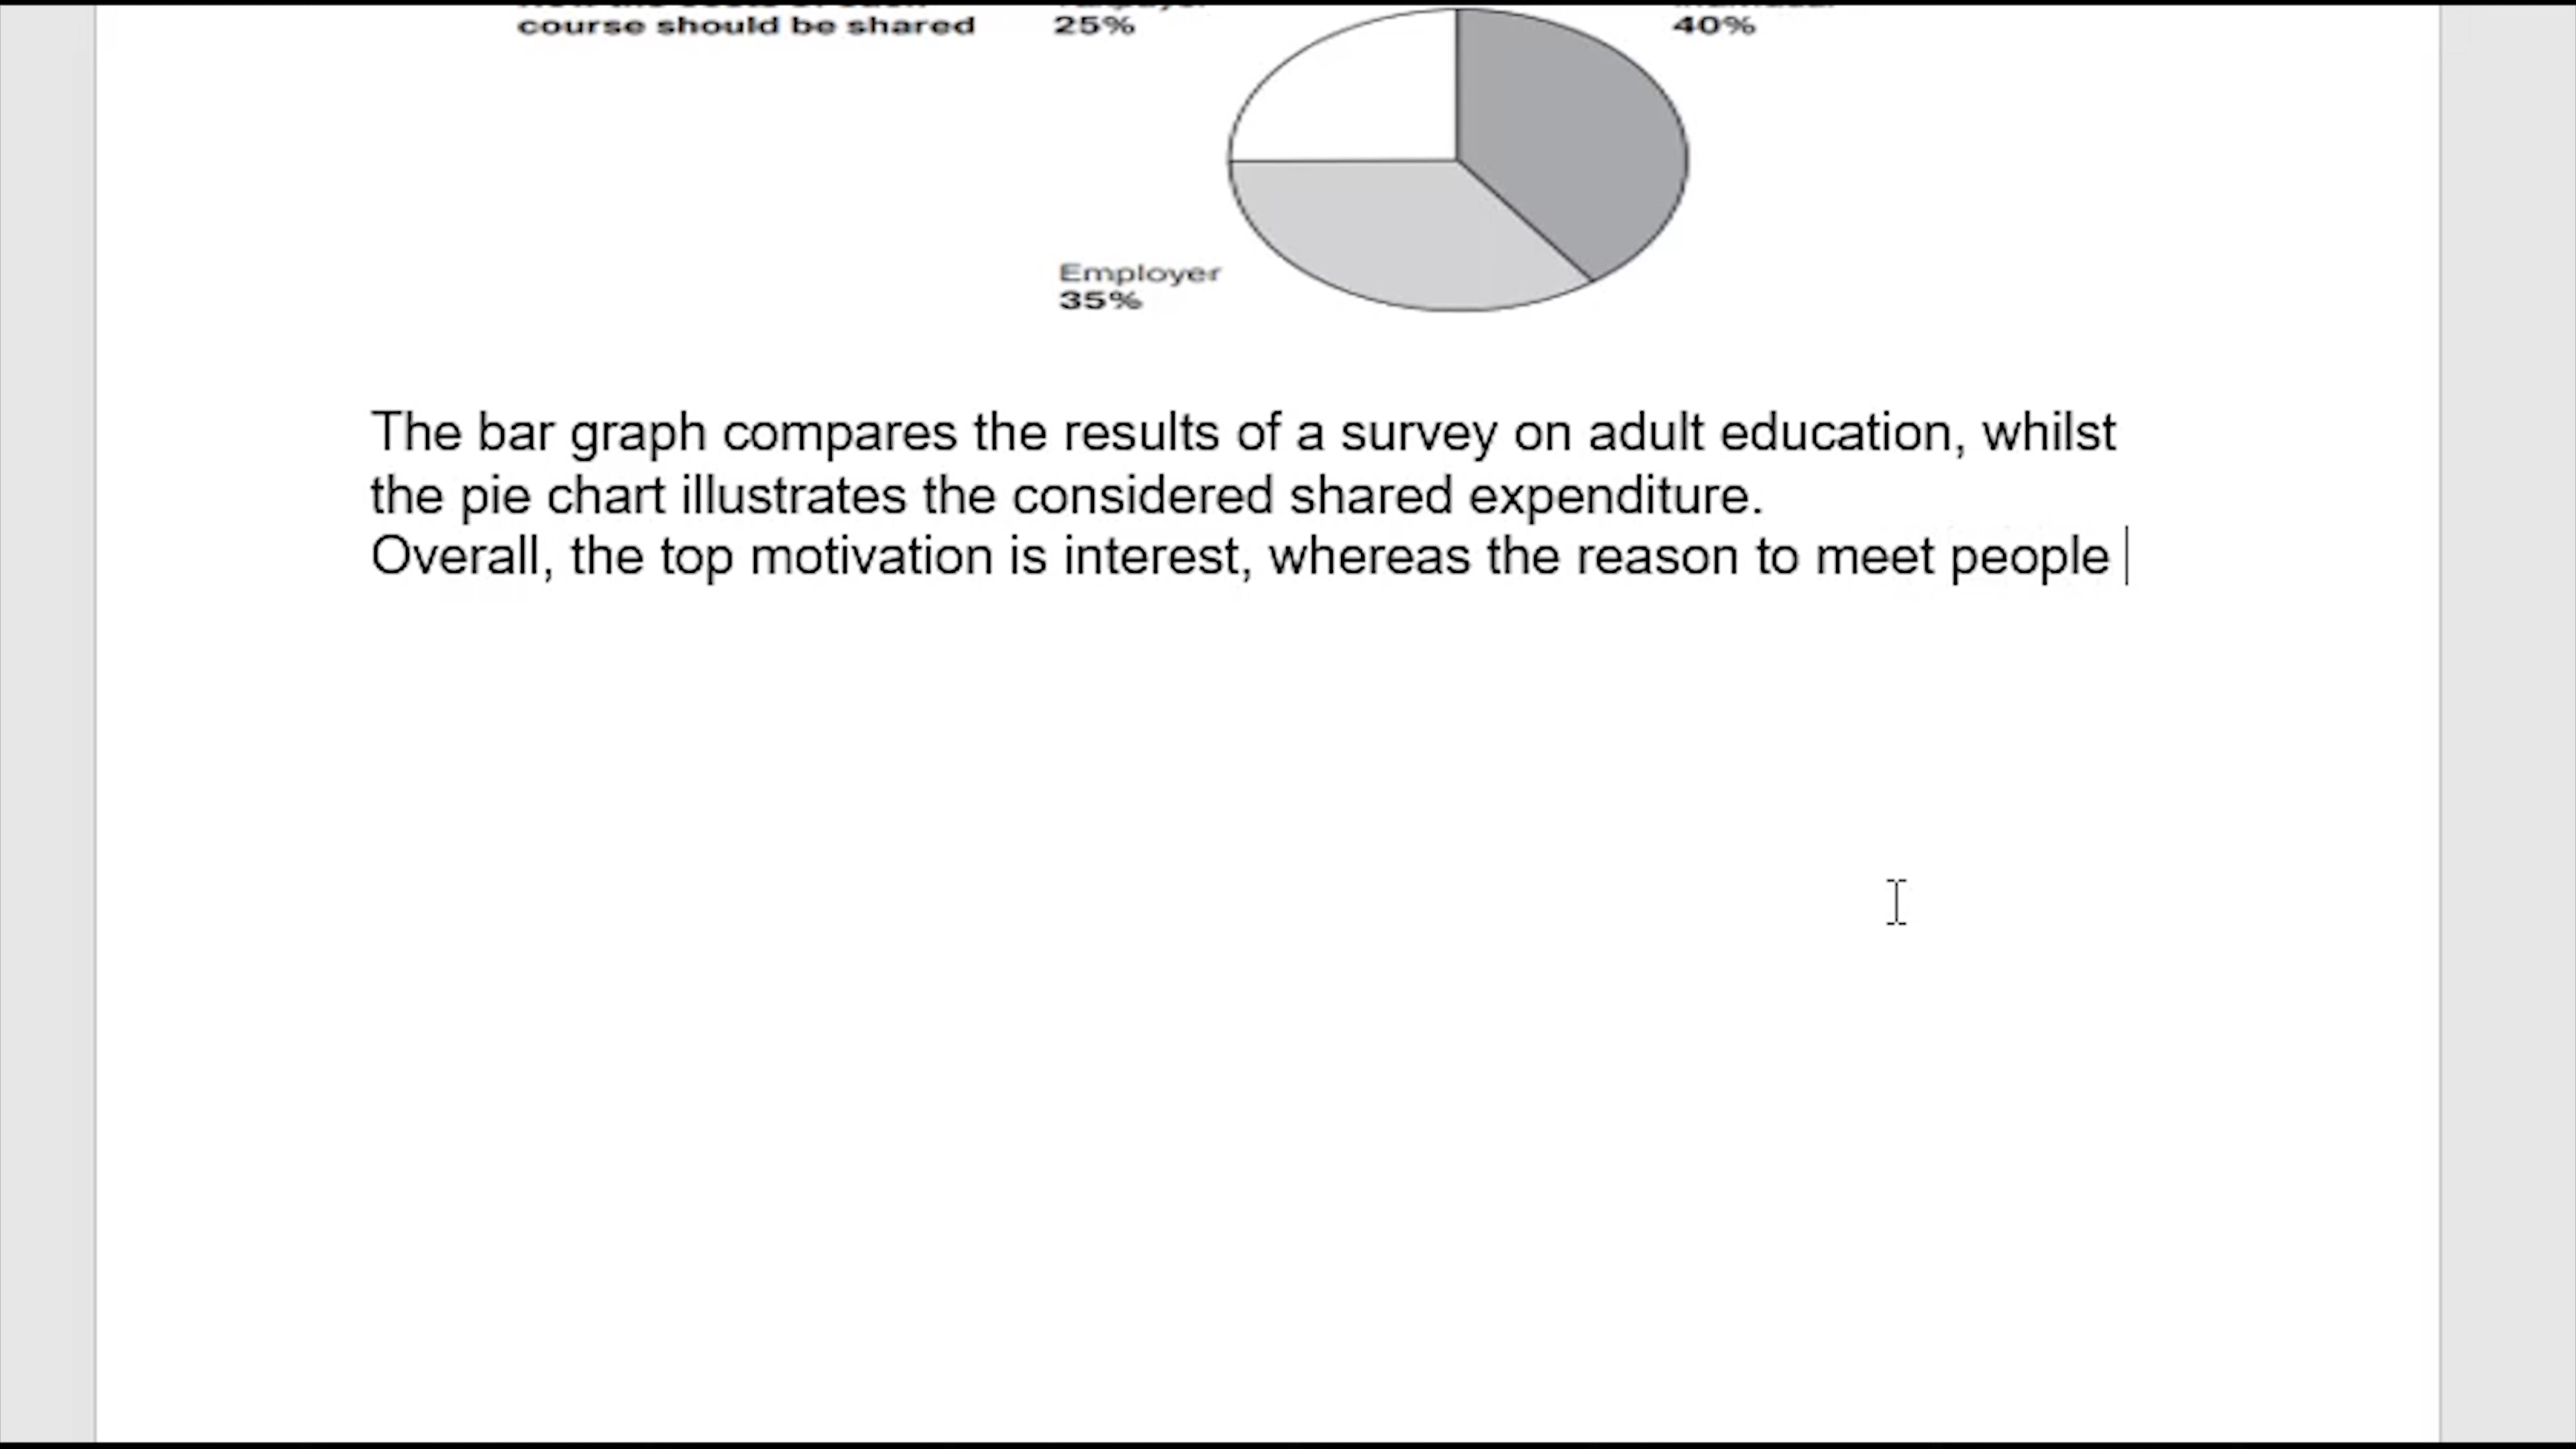 course should be shared
25%
40%
Employer
35%
The bar graph compares the results of a survey on adult education, whilst
the pie chart illustrates the considered shared expenditure.
Overall, the top motivation is interest, whereas the reason to meet people